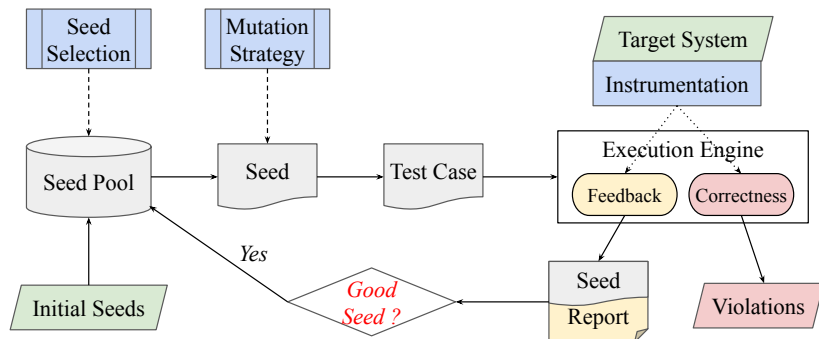 Seed
Selection
Mutation
Strategy
Target System
Instrumentation
Execution Engine
Seed Pool
Seed
Test Case
Feedback
Correctness
Yes
Initial Seeds
Good
Seed ?
Seed
Report
Violations